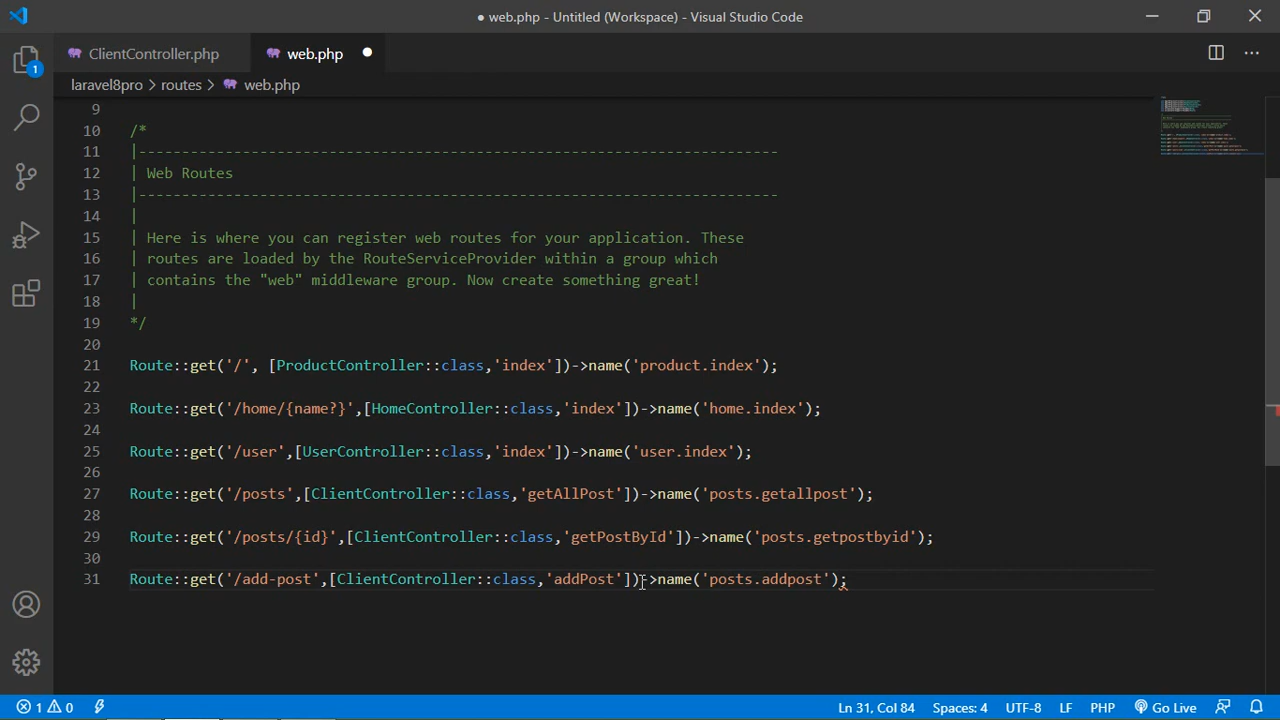 ● web.php - Untitled (Workspace) - Visual Studio Code
ClientController.php web.php ●
laravel8pro > routes > web.php
1
9
10 /*
11 |--------------------------------------------------------------------------
12 | Web Routes
13 |--------------------------------------------------------------------------
14 |
15 | Here is where you can register web routes for your application. These
16 | routes are loaded by the RouteServiceProvider within a group which
17 | contains the "web" middleware group. Now create something great!
18 |
19 */
20
21 Route::get('/', [ProductController::class,'index'])->name('product.index');
22
23 Route::get('/home/{name?}',[HomeController::class,'index'])->name('home.index');
24
25 Route::get('/user',[UserController::class,'index'])->name('user.index');
26
27 Route::get('/posts',[ClientController::class,'getAllPost'])->name('posts.getallpost');
28
29 Route::get('/posts/{id}',[ClientController::class,'getPostById'])->name('posts.getpostbyid');
30
31 Route::get('/add-post',[ClientController::class,'addPost'])->name('posts.addpost');
1 0 Ln 31, Col 84 Spaces: 4 UTF-8 LF PHP Go Live